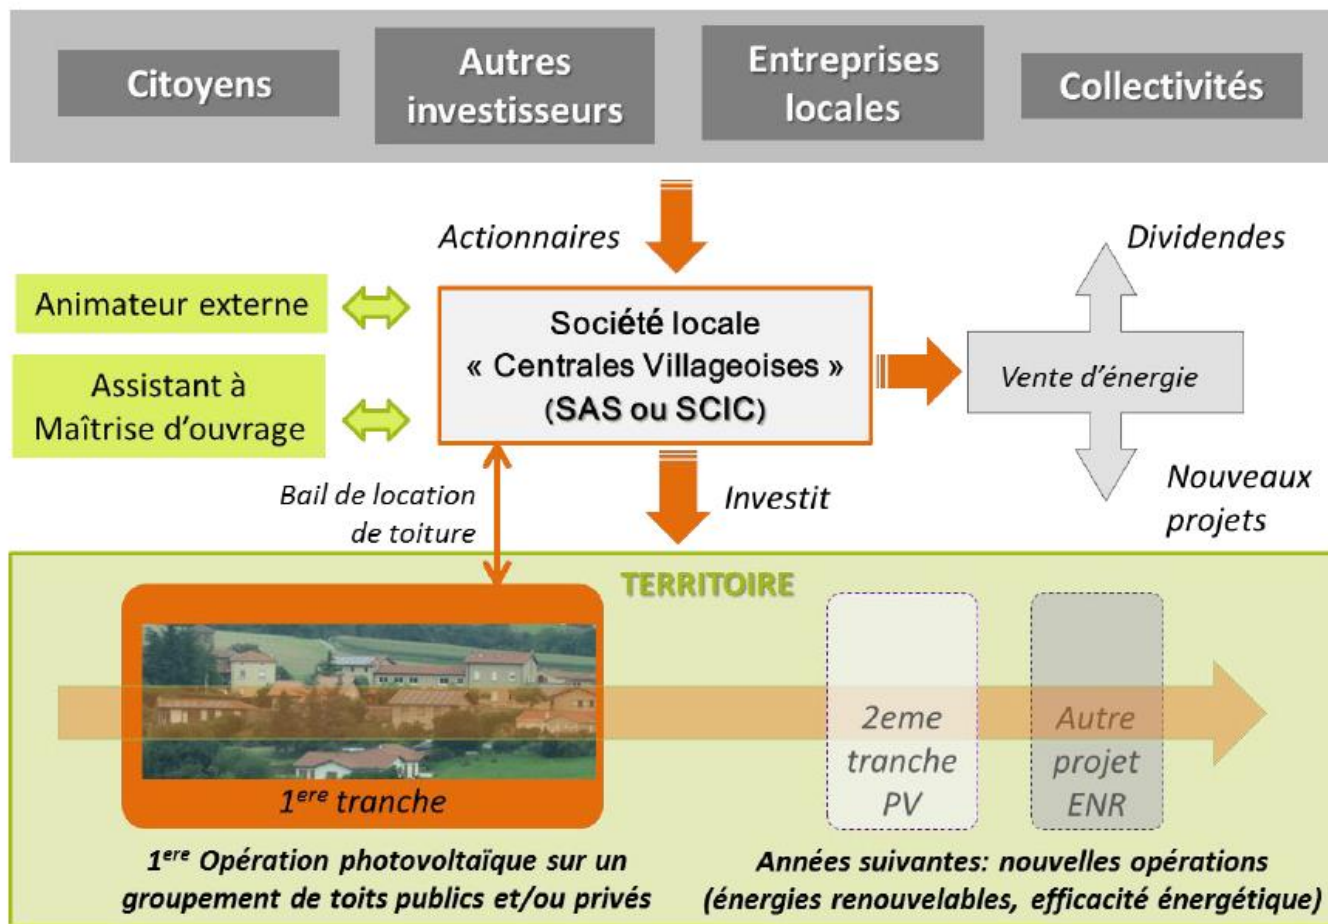 Citoyens
Autres
investisseurs
Entreprises
locales
Collectivités
Actionnaires
Dividendes
Animateur externe
Société locale
« Centrales Villageoises »
(SAS ou SCIC)
Vente d'énergie
Assistant à
Maîtrise d'ouvrage
Bail de location
de toiture
Investit
Nouveaux
projets
TERRITOIRE
1ere tranche
2eme
tranche
PV
Autre
projet
ENR
1ere Opération photovoltaïque sur un
groupement de toits publics et/ou privés
Années suivantes: nouvelles opérations
(énergies renouvelables, efficacité énergétique)